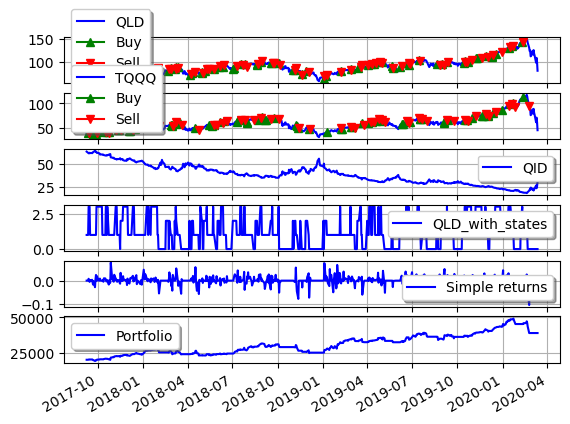 QLD
Buy
Sell
150
100
TQQQ
Buy
Sell
100
50
QID
50
25
QLD_with_states
2.5
0.0
Simple returns
0.0
−0.1
Portfolio
50000
25000
2017-10
2018-01
2018-04
2018-07
2018-10
2019-01
2019-04
2019-07
2019-10
2020-01
2020-04